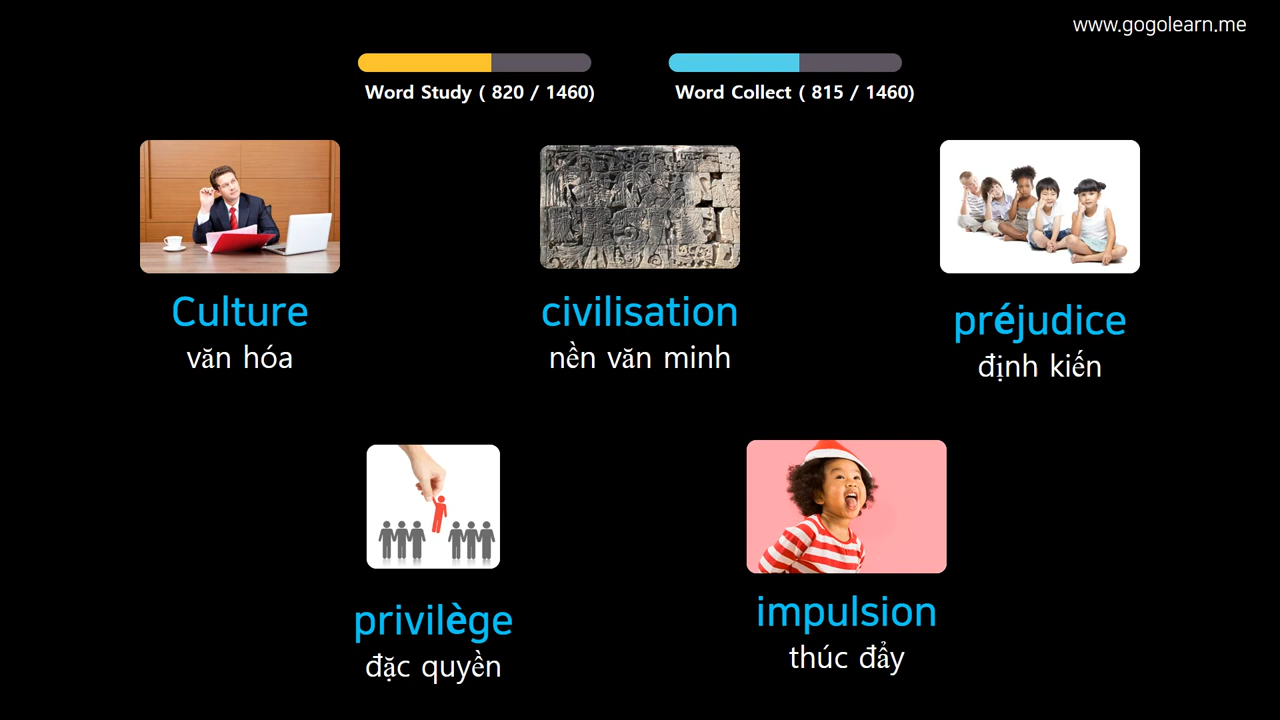 www.gogolearn.me
Word Study ( 820 / 1460)
Word Collect ( 815 / 1460)
Culture
văn hóa
civilisation
nền văn minh
préjudice
định kiến
privilège
đặc quyền
impulsion
thúc đẩy